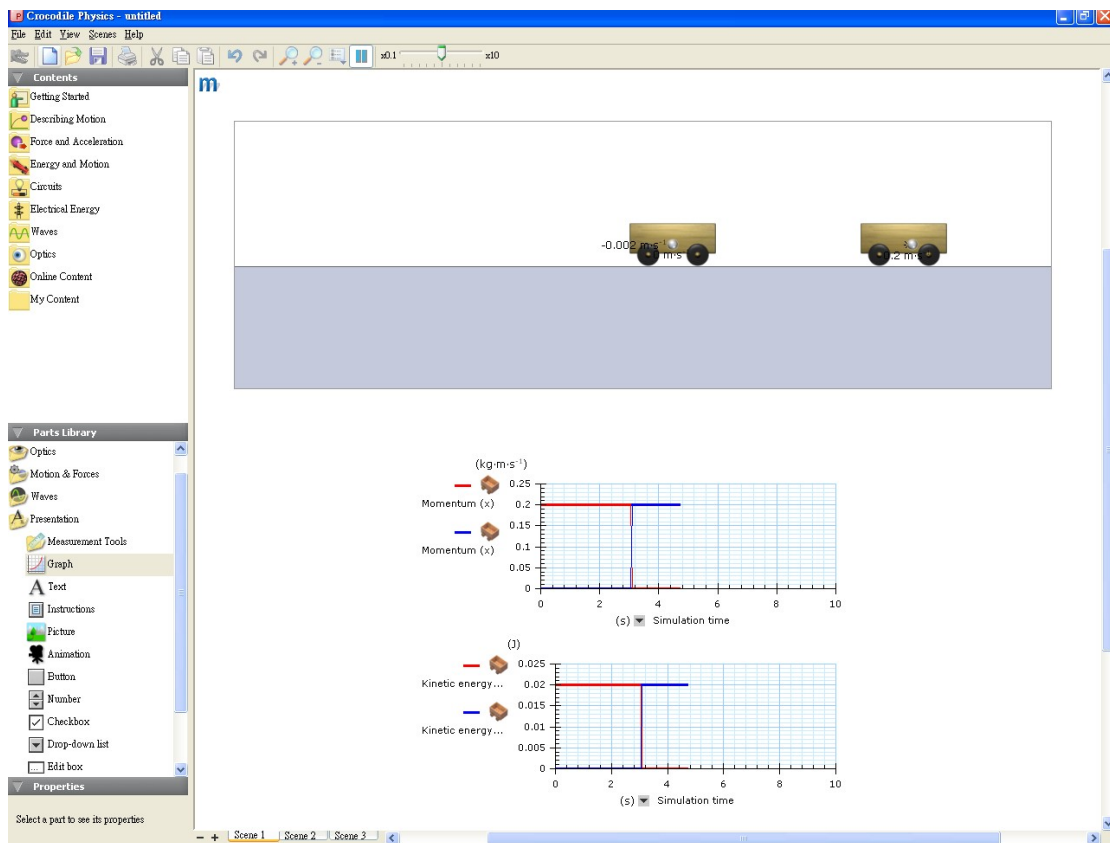 Crocodile Physics - untitled
File Edit View Scenes Help
x0.1 x10
Contents
Getting Started
Describing Motion
Force and Acceleration
Energy and Motion
Circuits
Electrical Energy
Waves
Optics
Online Content
My Content
Parts Library
Optics
Motion & Forces
Waves
Presentation
Measurement Tools
Graph
Text
Instructions
Picture
Animation
Button
Number
Checkbox
Drop-down list
Edit box
Properties
Select a part to see its properties
m
-0.002 m·s⁻¹
m·s
0.2 m·s
(kg·m·s⁻¹)
Momentum (x)
Momentum (x)
0.25
0.2
0.15
0.1
0.05
0
0 2 4 6 8 10
(s) Simulation time
(J)
Kinetic energy...
Kinetic energy...
0.025
0.02
0.015
0.01
0.005
0
0 2 4 6 8 10
(s) Simulation time
- + Scene 1 Scene 2 Scene 3